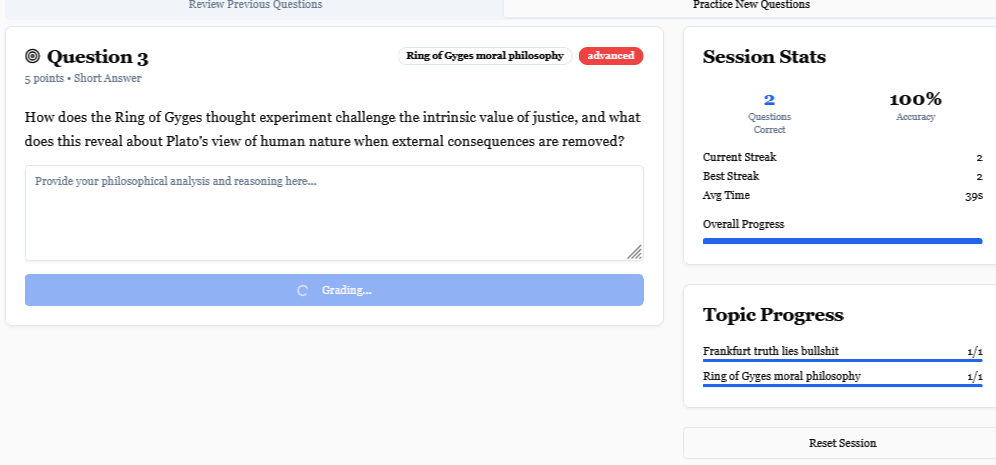 Review Previous Questions
Practice New Questions
Question 3
Ring of Gyges moral philosophy
advanced
5 points • Short Answer
How does the Ring of Gyges thought experiment challenge the intrinsic value of justice, and what
does this reveal about Plato's view of human nature when external consequences are removed?
Provide your philosophical analysis and reasoning here...
Grading...
Session Stats
2
100%
Questions
Correct
Accuracy
Current Streak
2
Best Streak
2
Avg Time
39s
Overall Progress
Topic Progress
Frankfurt truth lies bullshit
1/1
Ring of Gyges moral philosophy
1/1
Reset Session